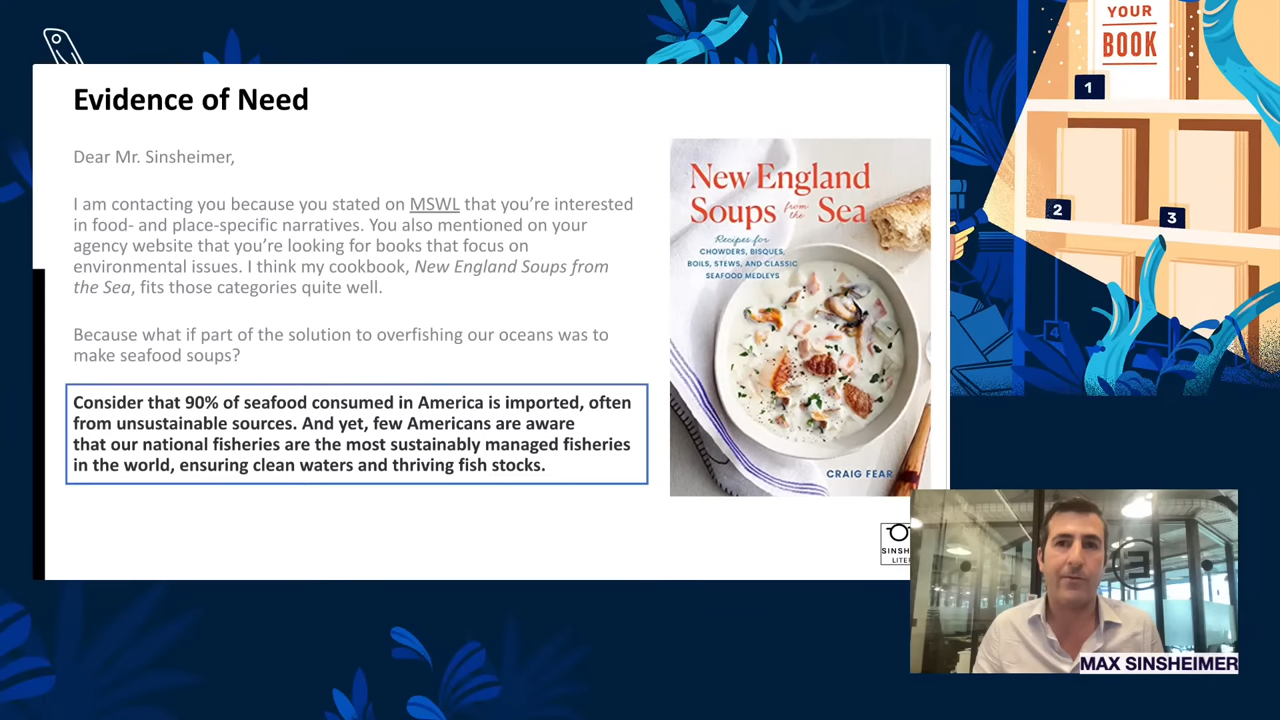 Evidence of Need
Dear Mr. Sinsheimer,
I am contacting you because you stated on MSWL that you’re interested
in food- and place-specific narratives. You also mentioned on your
agency website that you’re looking for books that focus on
environmental issues. I think my cookbook, New England Soups from
the Sea, fits those categories quite well.
Because what if part of the solution to overfishing our oceans was to
make seafood soups?
Consider that 90% of seafood consumed in America is imported, often
from unsustainable sources. And yet, few Americans are aware
that our national fisheries are the most sustainably managed fisheries
in the world, ensuring clean waters and thriving fish stocks.
New England
Soups from the Sea
Recipes for
CHOWDERS, BISQUES,
BOILS, STEWS, AND CLASSIC
SEAFOOD MEDLEYS
CRAIG FEAR
YOUR
BOOK
1
2
3
4
SINSH
LITE
MAX SINSHEIMER